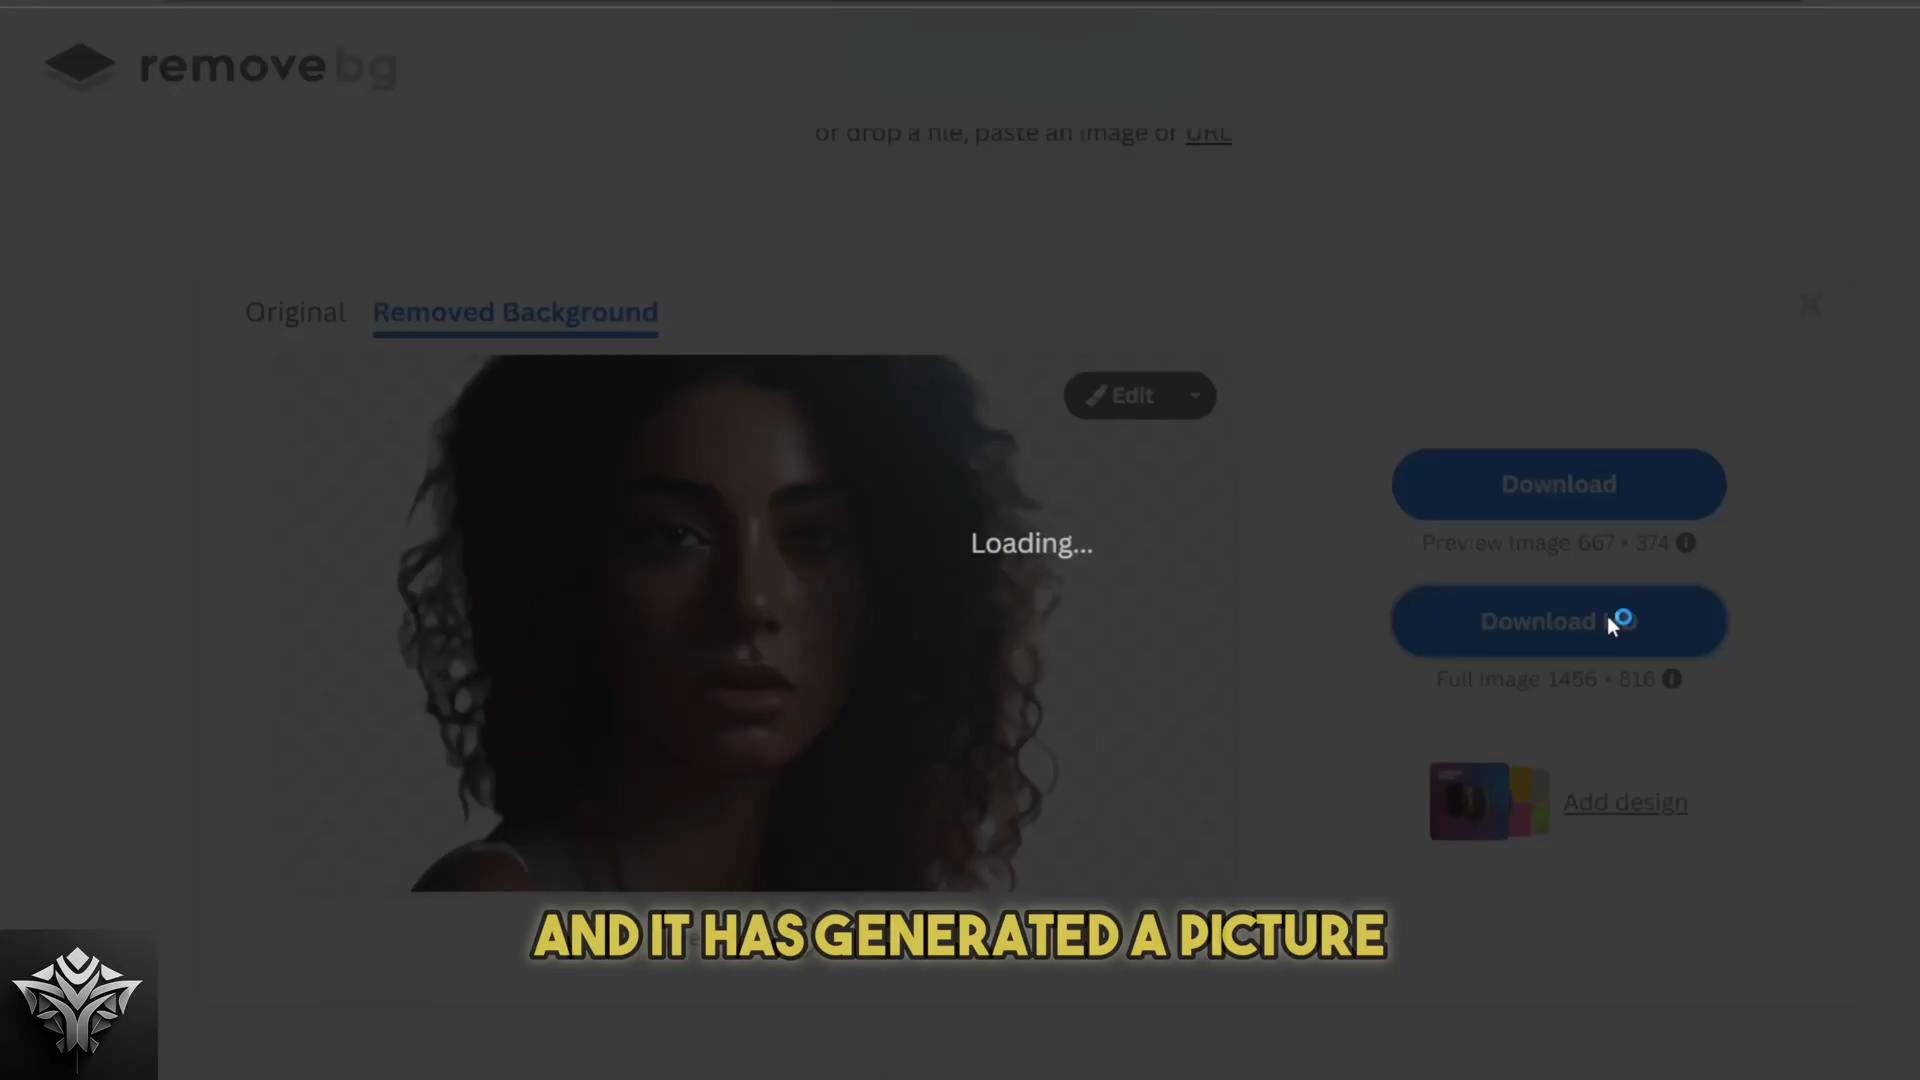 remove bg
or drop a file, paste an image or URL
Original Removed Background
Edit
Loading...
Download
Preview Image 667 × 374
Download
Full Image 1456 × 816
Add design
AND IT HAS GENERATED A PICTURE